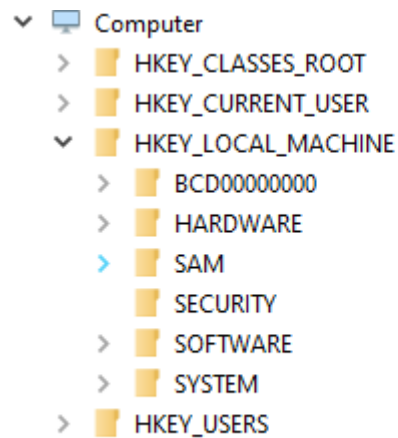 Computer
HKEY_CLASSES_ROOT
HKEY_CURRENT_USER
HKEY_LOCAL_MACHINE
BCD00000000
HARDWARE
SAM
SECURITY
SOFTWARE
SYSTEM
HKEY_USERS